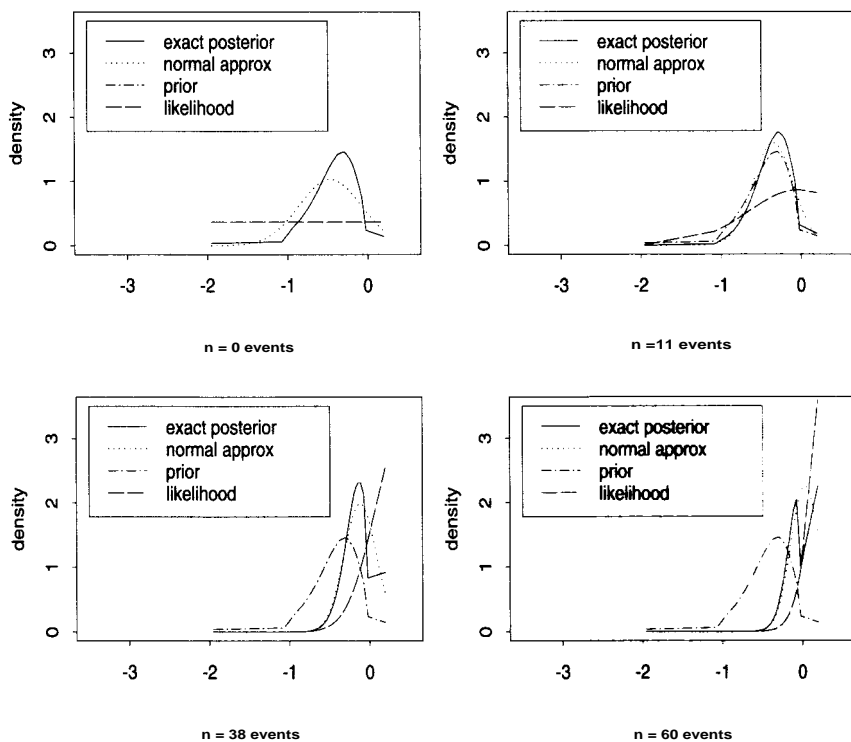 exact posterior
normal approx
prior
likelihood
density
3
2
1
0
-3
-2
-1
0
n = 0 events
exact posterior
normal approx
prior
likelihood
density
3
2
1
0
-3
-2
-1
0
n =11 events
exact posterior
normal approx
prior
likelihood
density
3
2
1
0
-3
-2
-1
0
n = 38 events
exact posterior
normal approx
prior
likelihood
density
3
2
1
0
-3
-2
-1
0
n = 60 events